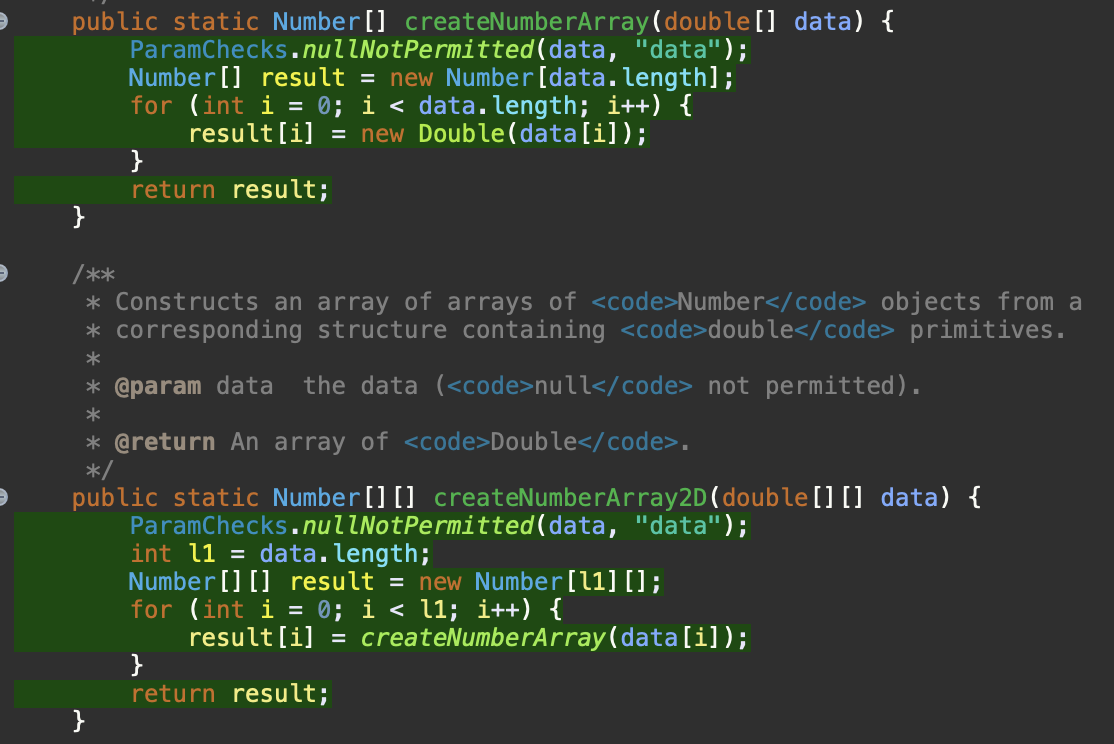 */
public static Number[] createNumberArray(double[] data) {
ParamChecks.nullNotPermitted(data, "data");
Number[] result = new Number[data.length];
for (int i = 0; i < data.length; i++) {
result[i] = new Double(data[i]);
}
return result;
}
/**
* Constructs an array of arrays of <code>Number</code> objects from a
* corresponding structure containing <code>double</code> primitives.
*
* @param data  the data (<code>null</code> not permitted).
*
* @return An array of <code>Double</code>.
*/
public static Number[][] createNumberArray2D(double[][] data) {
ParamChecks.nullNotPermitted(data, "data");
int l1 = data.length;
Number[][] result = new Number[l1][];
for (int i = 0; i < l1; i++) {
result[i] = createNumberArray(data[i]);
}
return result;
}